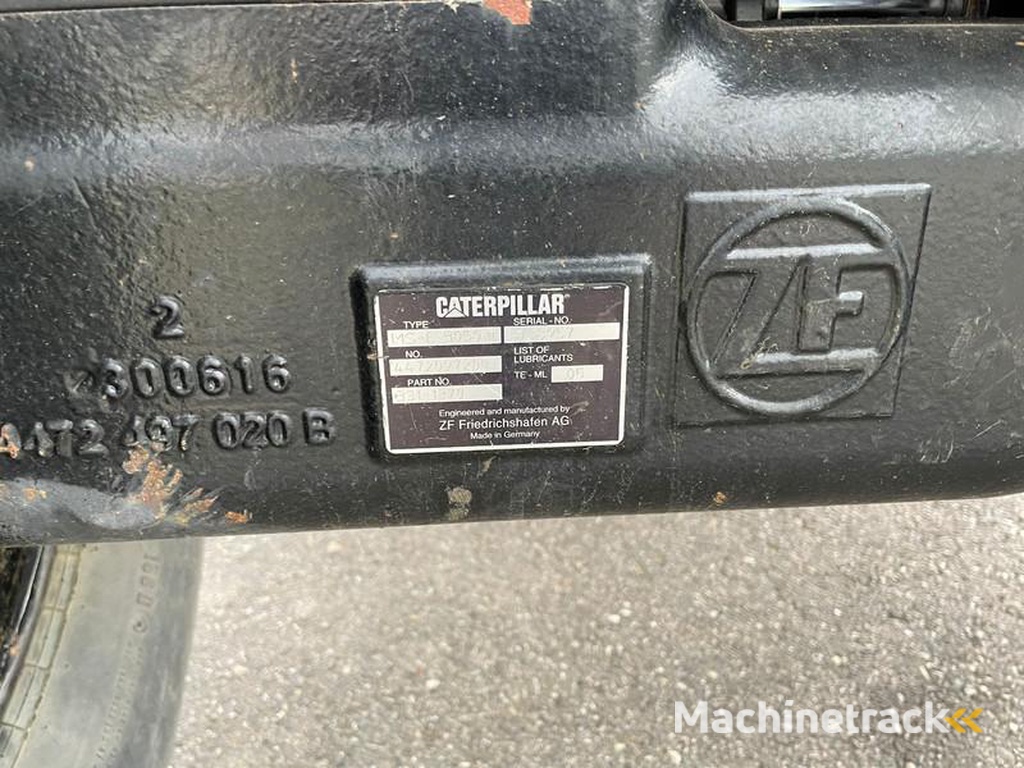 2
2300616
4472 497 020 B
CATERPILLAR
TYPE
SERIAL-NO.
NO.
LIST OF
LUBRICANTS
TE-ML 05
PART NO.
Engineered and manufactured by
ZF Friedrichshafen AG
Made in Germany
ZF
Machinetrack